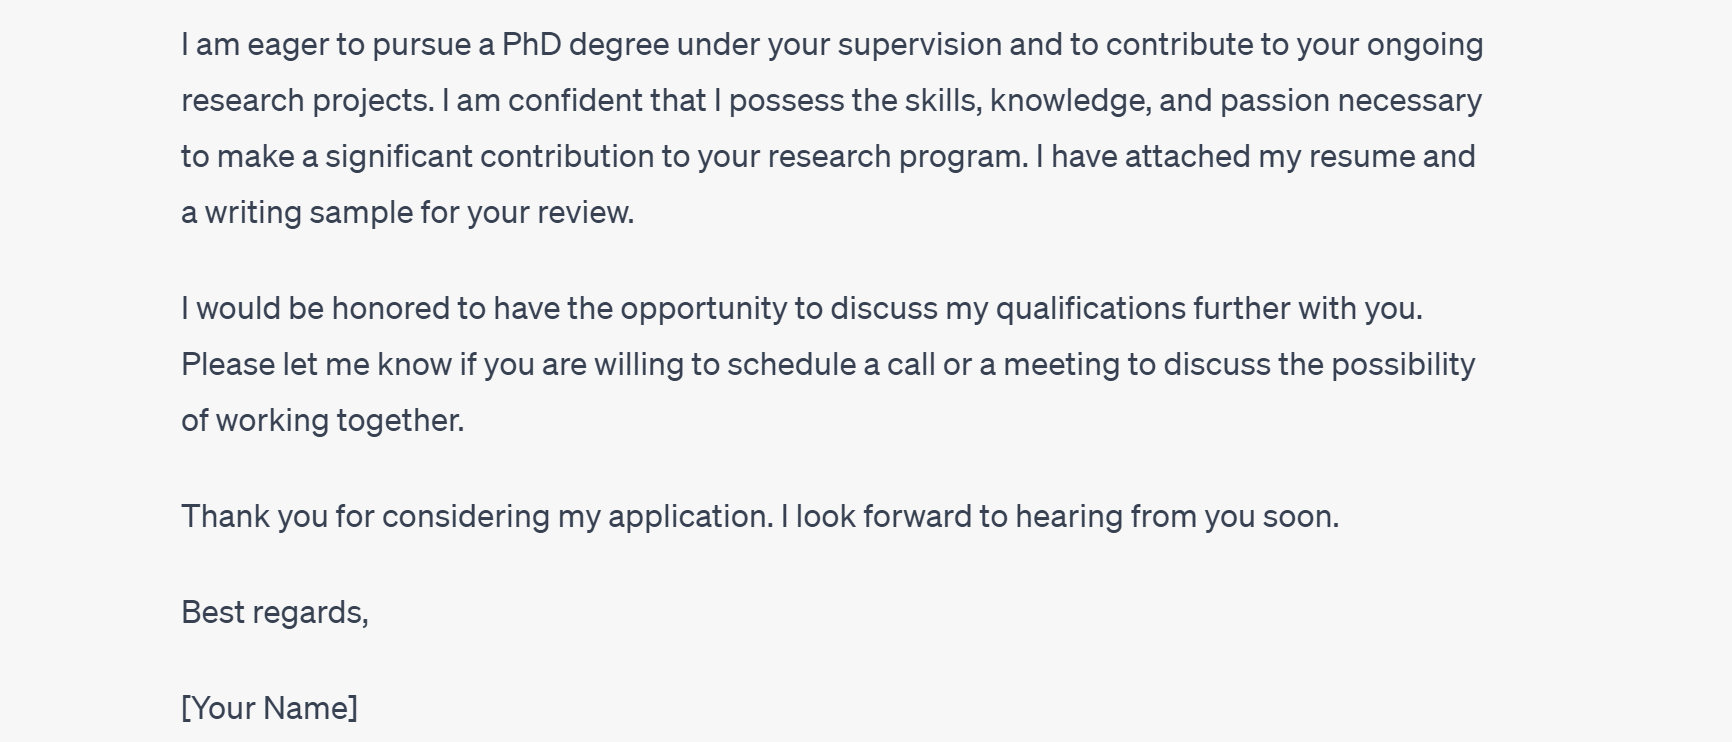 I am eager to pursue a PhD degree under your supervision and to contribute to your ongoing
research projects. I am confident that I possess the skills, knowledge, and passion necessary
to make a significant contribution to your research program. I have attached my resume and
a writing sample for your review.
I would be honored to have the opportunity to discuss my qualifications further with you.
Please let me know if you are willing to schedule a call or a meeting to discuss the possibility
of working together.
Thank you for considering my application. I look forward to hearing from you soon.
Best regards,
[Your Name]